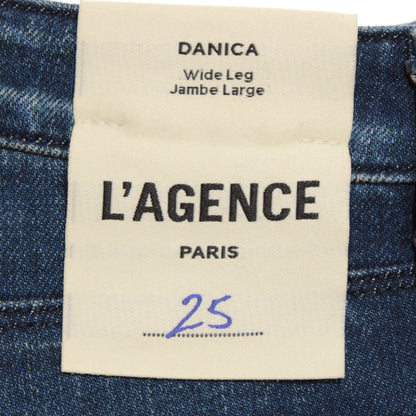 DANICA
Wide Leg
Jambe Large
L'AGENCE
PARIS
25